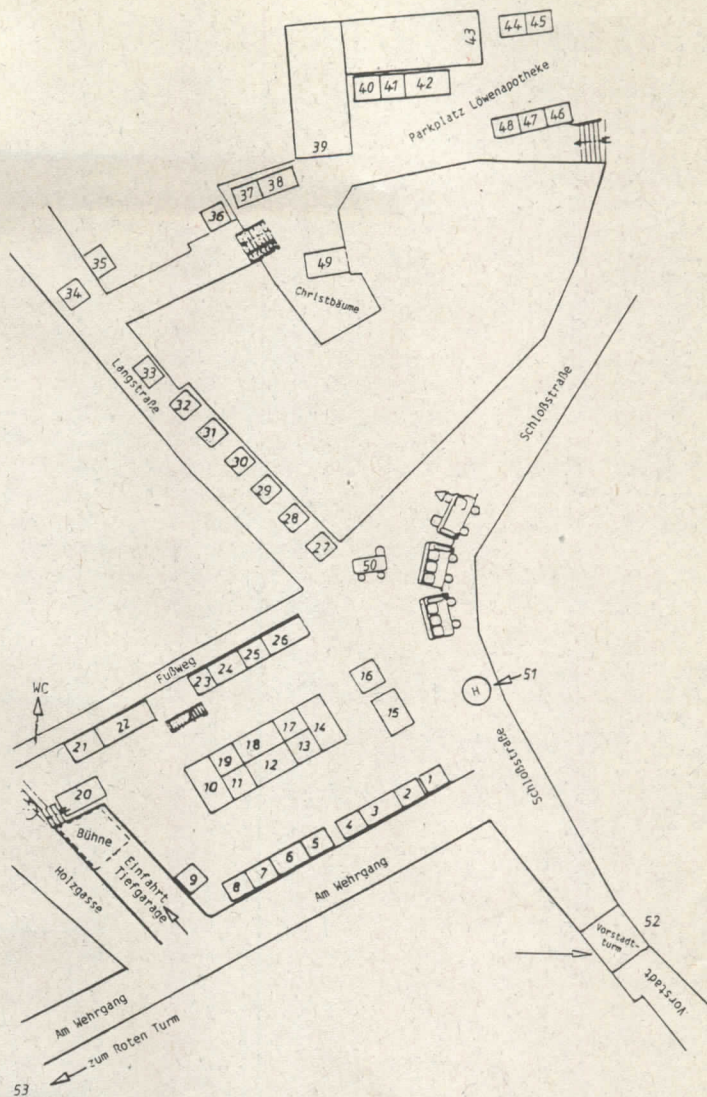 44 45
43
40 41 42
Parkplatz Löwenapotheke
48 47 46
39
37 38
36
35
49
Christbäume
34
Langstraße
33
32
31
30
29
28
27
Schloßstraße
50
Fußweg
23 24 25 26
WC
21 22
16
15
51
H
Schloßstraße
19 18 17 14
10 11 12 13
20
Bühne
Einfahrt
Tiefgarage
Holzgasse
9
8 7 6 5 4 3 2 1
Am Wehrgang
52
Vorstadt-
turm
Vorstadt
Am Wehrgang
zum Roten Turm
53